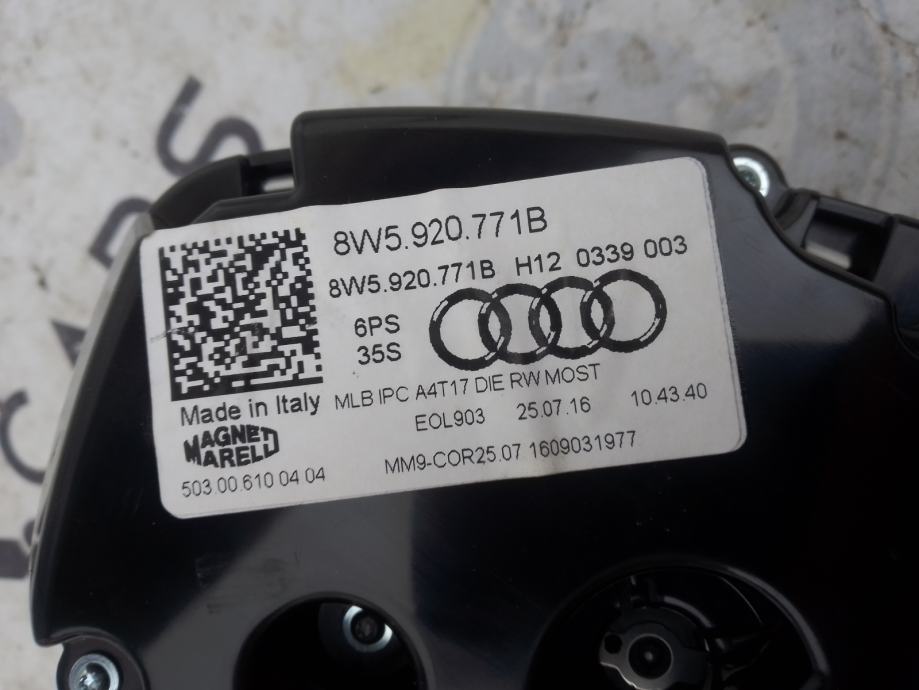 8W5.920.771B
8W5.920.771B H12 0339 003
6PS
35S
Made in Italy
MLB IPC A4T17 DIE RW MOST
EOL903 25.07.16 10.43.40
MAGNETI
MARELLI
MM9-COR25.07 1609031977
503.00.610 04 04